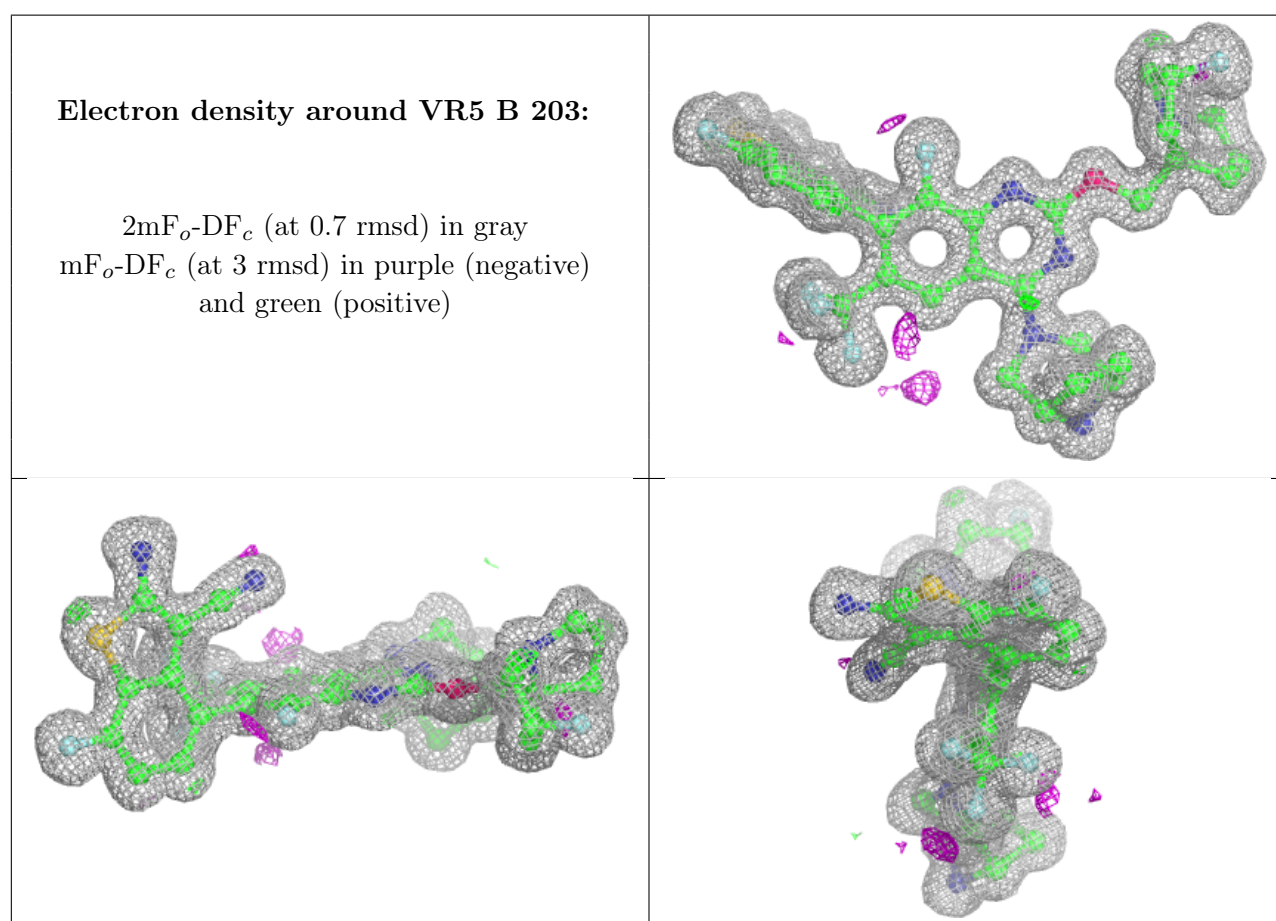 Electron density around VR5 B 203:
2mFo-DFc (at 0.7 rmsd) in gray
mFo-DFc (at 3 rmsd) in purple (negative)
and green (positive)